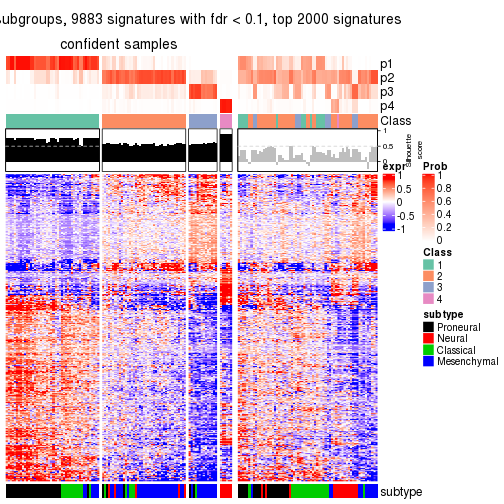 ubgroups, 9883 signatures with fdr < 0.1, top 2000 signatures
confident samples
p1
p2
p3
p4
Class
1
0.5
0
Silhouette
score
expr
1
0.5
0
-0.5
-1
Prob
1
0.8
0.6
0.4
0.2
0
Class
1
2
3
4
subtype
Proneural
Neural
Classical
Mesenchymal
subtype